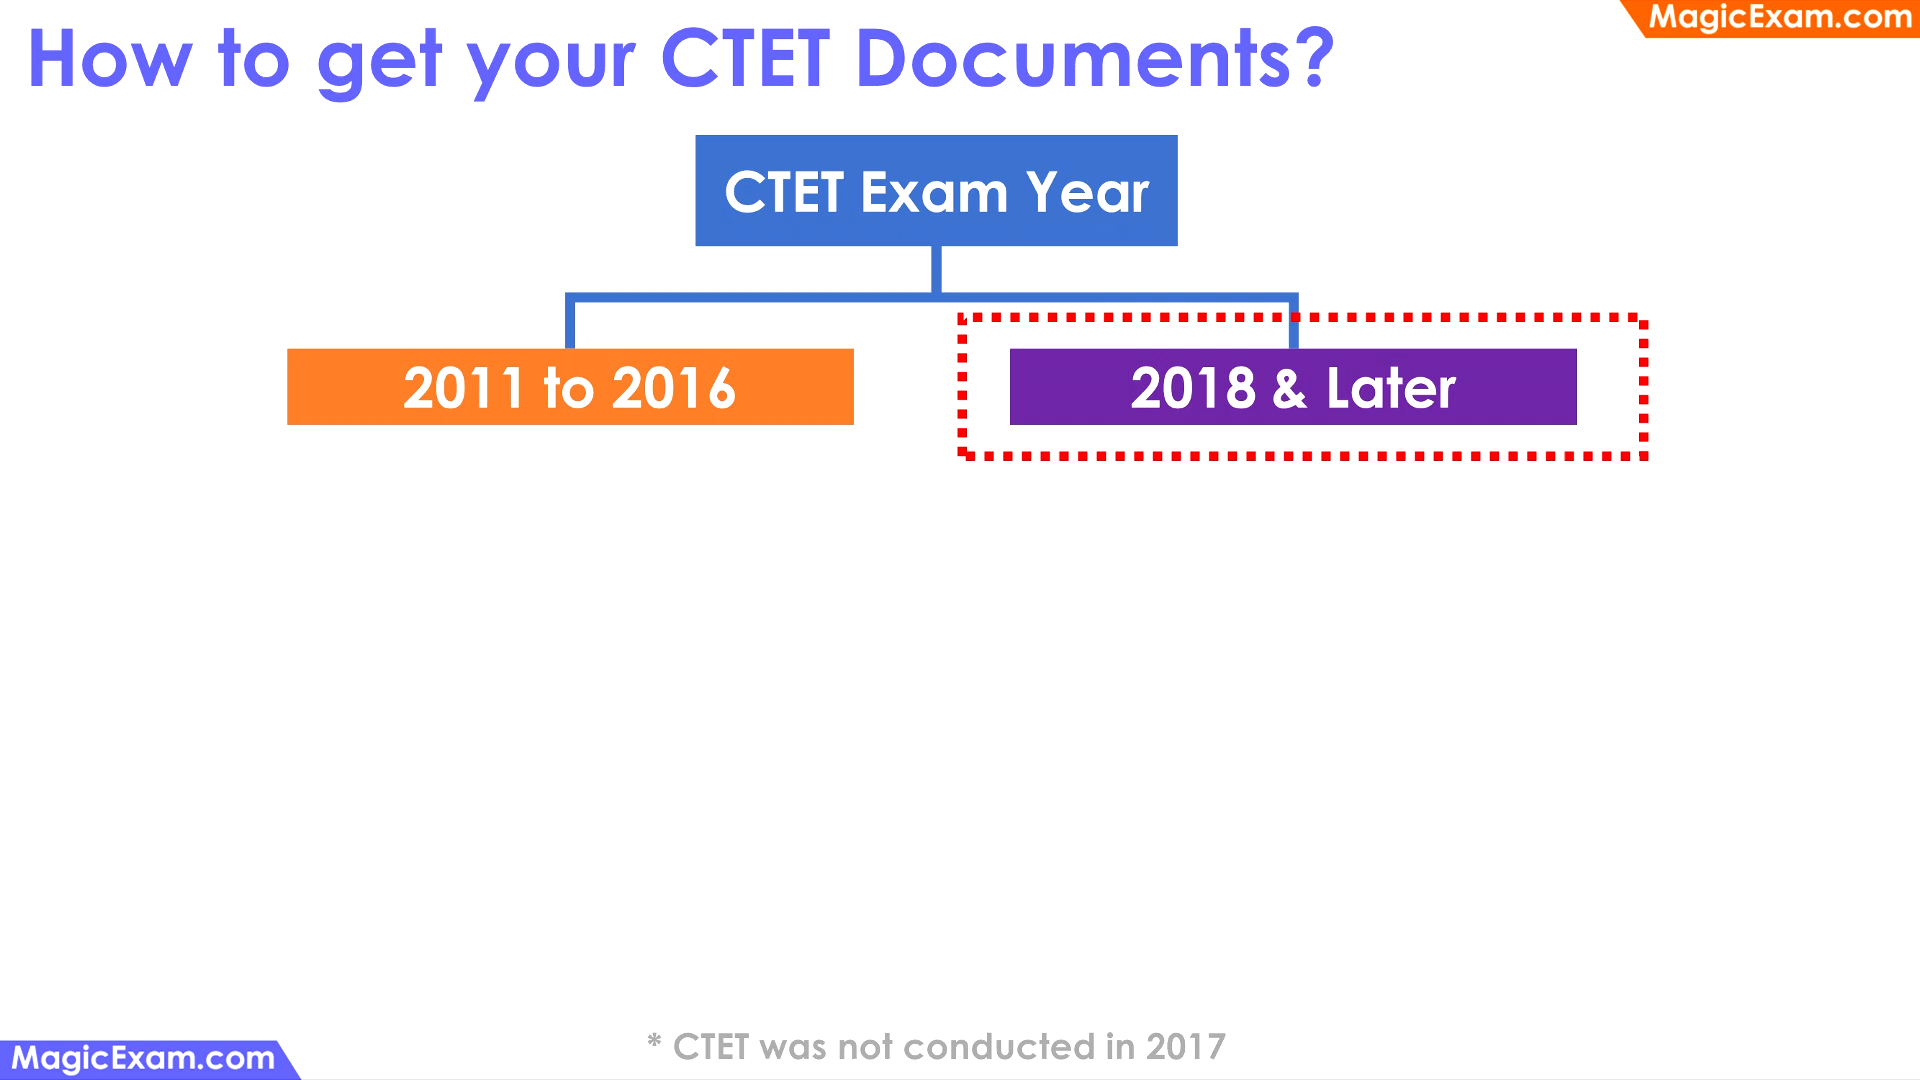 MagicExam.com
How to get your CTET Documents?
CTET Exam Year
2011 to 2016
2018 & Later
* CTET was not conducted in 2017
MagicExam.com